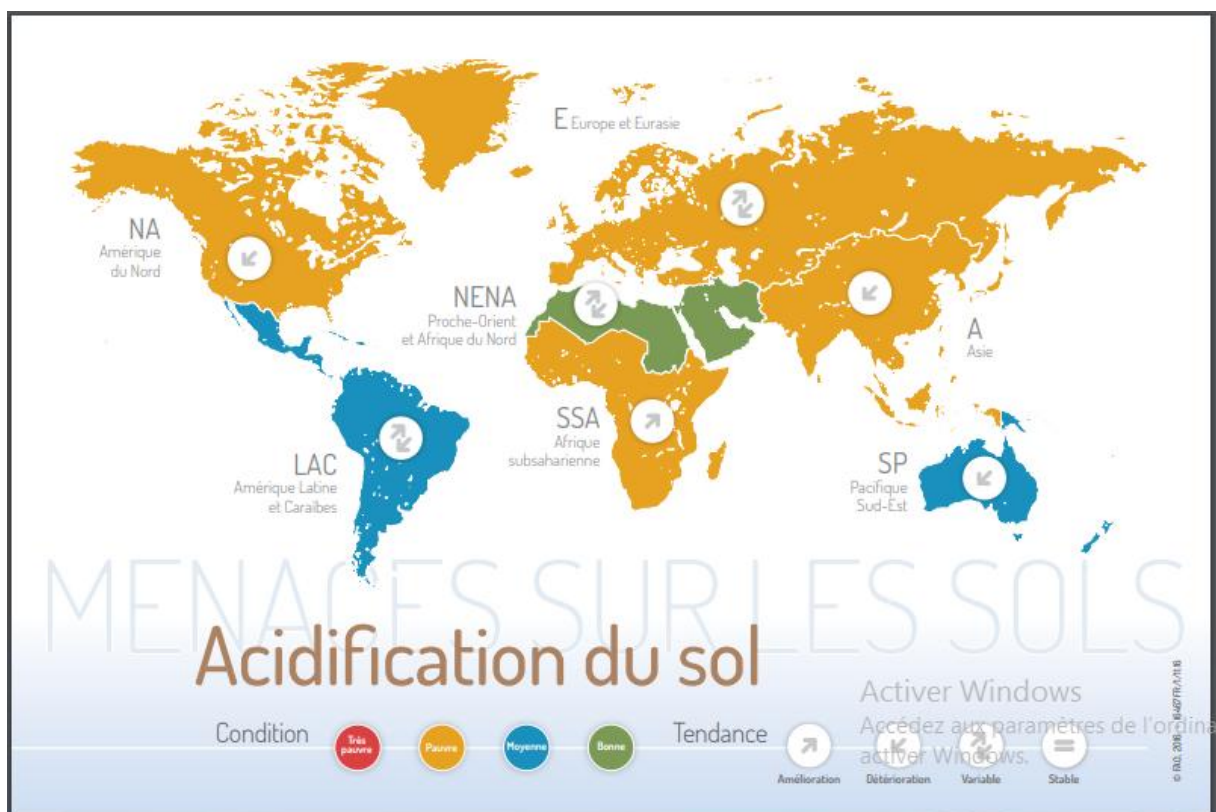 E Europe et Eurasie
NA
Amérique
du Nord
NENA
Proche-Orient
et Afrique du Nord
A
Asie
SSA
Afrique
subsaharienne
LAC
Amérique Latine
et Caraïbes
SP
Pacifique
Sud-Est
MENACES SUR LES SOLS
Acidification du sol
Condition
Très
pauvre
Pauvre
Moyenne
Bonne
Tendance
Amélioration
Détérioration
Variable
Stable
Activer Windows
Accédez aux paramètres de l'ordina
activer Windows.
© FAO, 2016